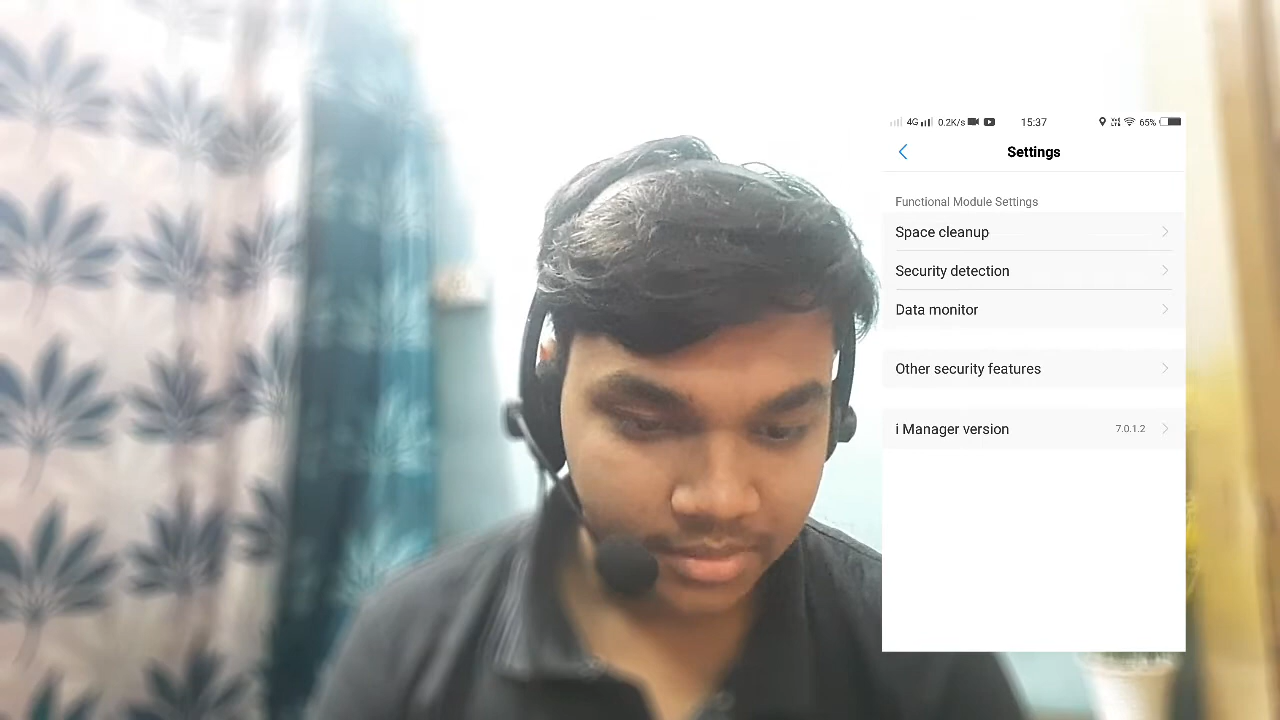 4G 0.2K/s 15:37 65%
Settings
Functional Module Settings
Space cleanup
Security detection
Data monitor
Other security features
i Manager version 7.0.1.2